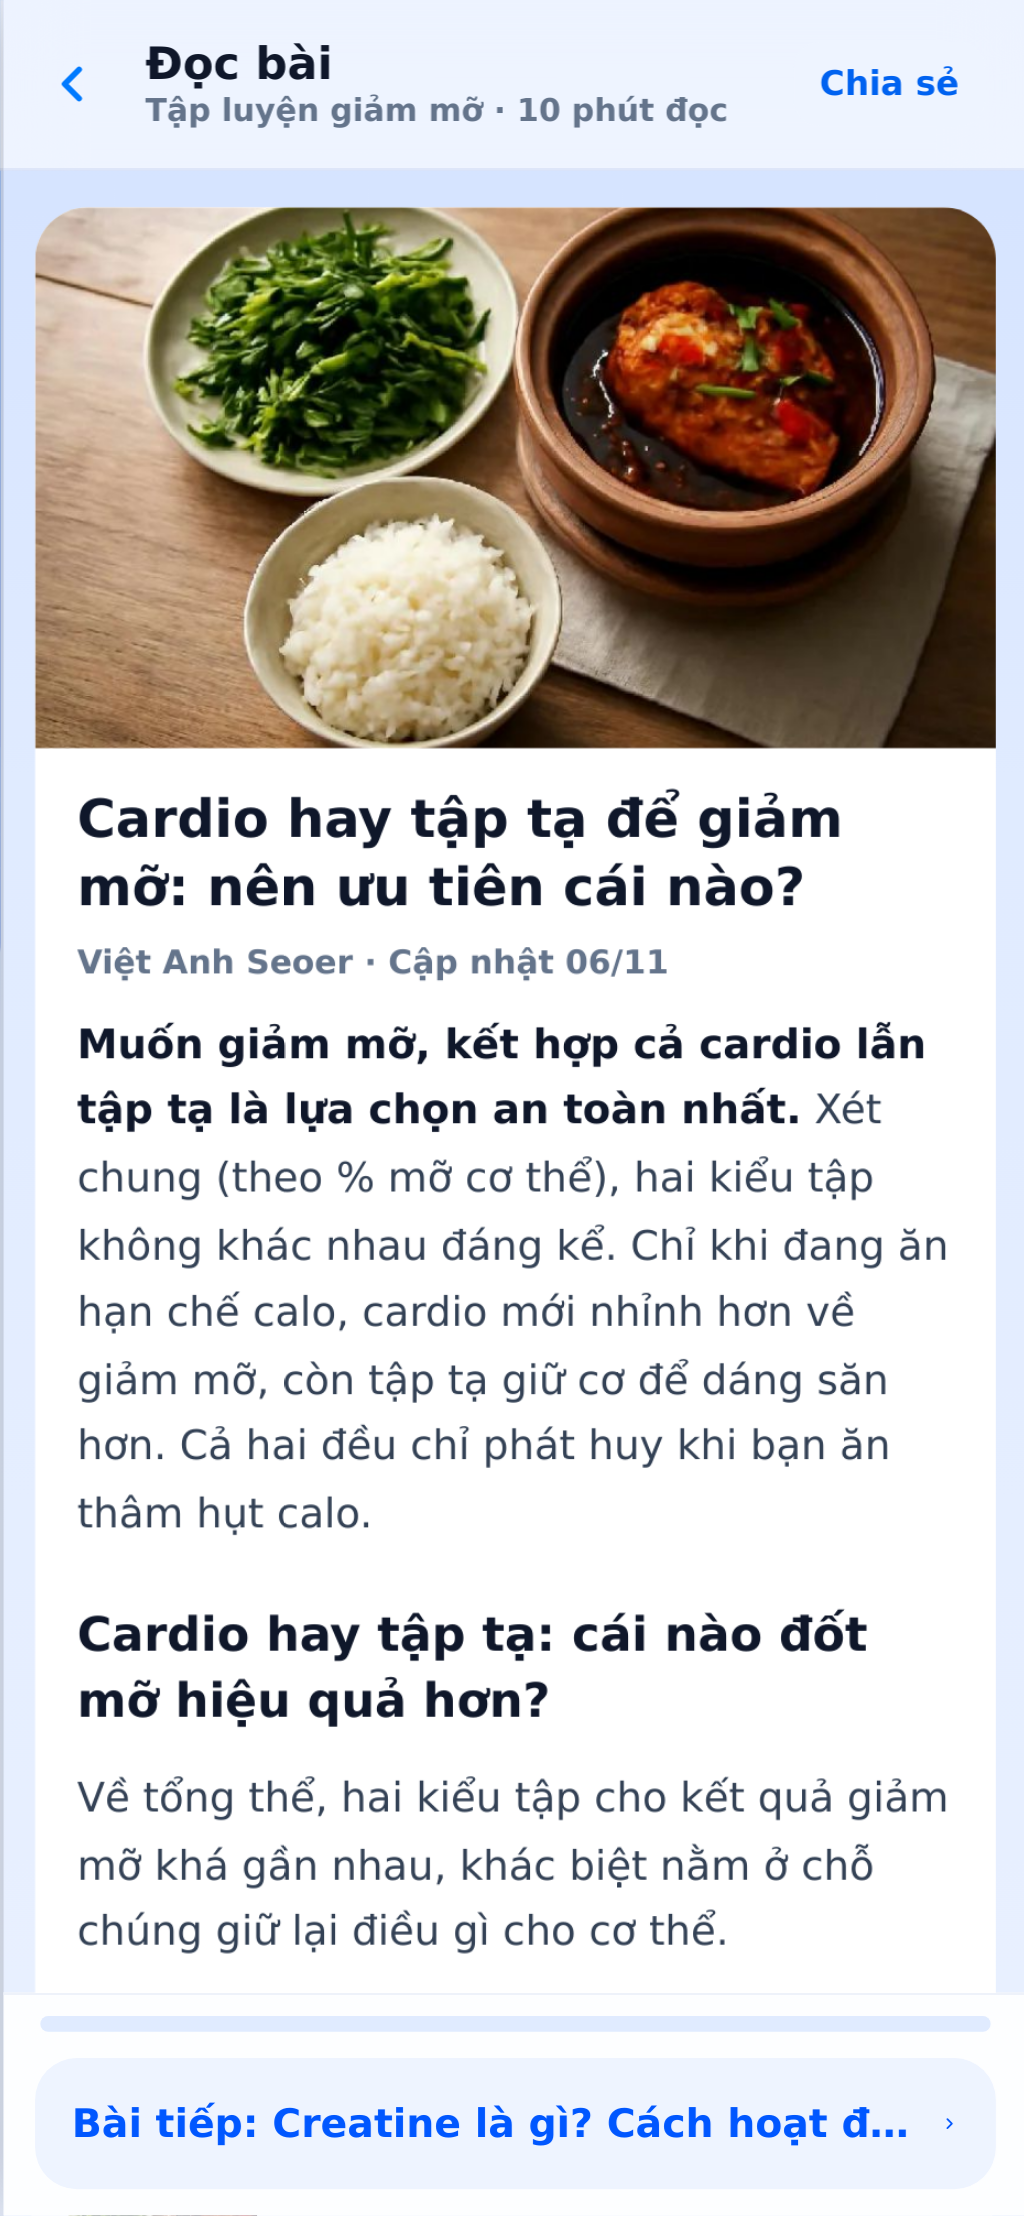 Đọc bài
Tập luyện giảm mỡ · 10 phút đọc
Chia sẻ
Cardio hay tập tạ để giảm
mỡ: nên ưu tiên cái nào?
Việt Anh Seoer · Cập nhật 06/11
Muốn giảm mỡ, kết hợp cả cardio lẫn
tập tạ là lựa chọn an toàn nhất. Xét
chung (theo % mỡ cơ thể), hai kiểu tập
không khác nhau đáng kể. Chỉ khi đang ăn
hạn chế calo, cardio mới nhỉnh hơn về
giảm mỡ, còn tập tạ giữ cơ để dáng săn
hơn. Cả hai đều chỉ phát huy khi bạn ăn
thâm hụt calo.
Cardio hay tập tạ: cái nào đốt
mỡ hiệu quả hơn?
Về tổng thể, hai kiểu tập cho kết quả giảm
mỡ khá gần nhau, khác biệt nằm ở chỗ
chúng giữ lại điều gì cho cơ thể.
Bài tiếp: Creatine là gì? Cách hoạt đ...